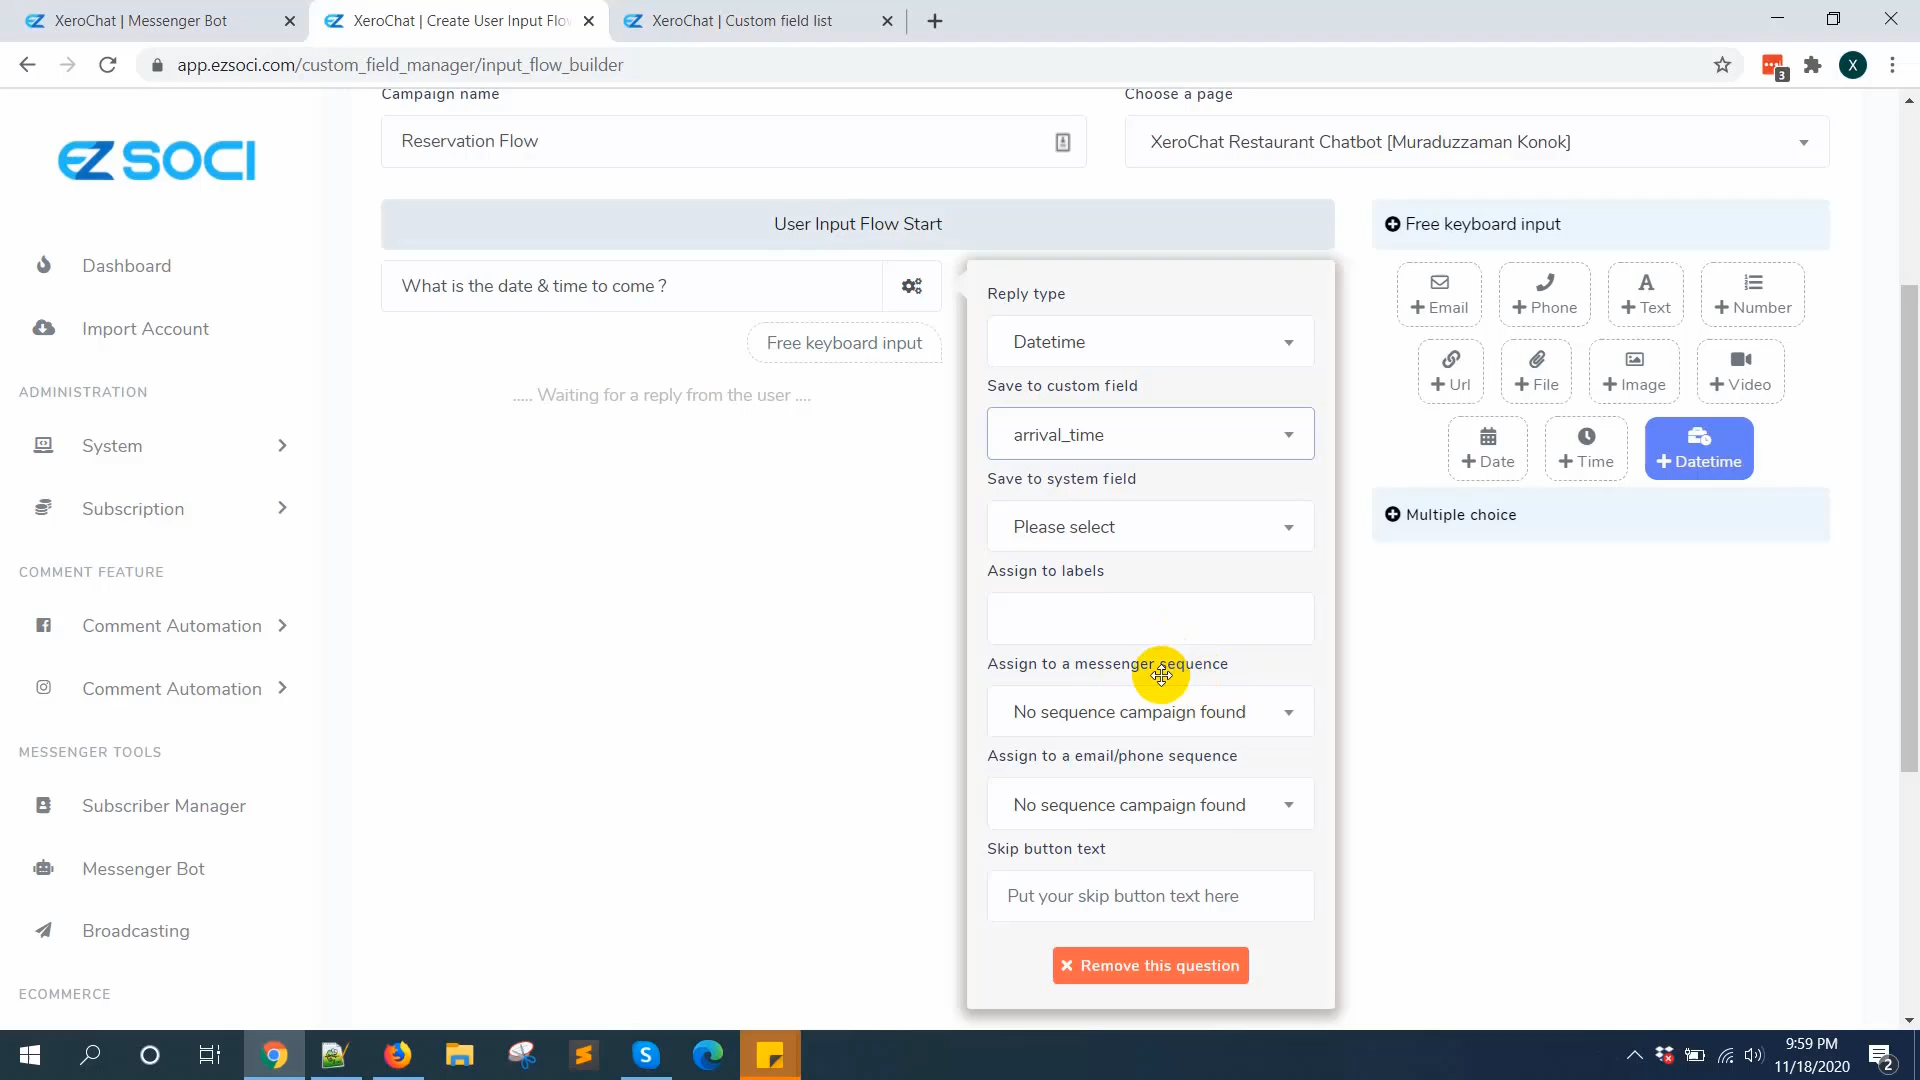 XeroChat | Messenger Bot
XeroChat | Create User Input Flo
XeroChat | Custom field list
app.ezsoci.com/custom_field_manager/input_flow_builder
3
X
EZ SOCI
Dashboard
Import Account
ADMINISTRATION
System
Subscription
COMMENT FEATURE
Comment Automation
Comment Automation
MESSENGER TOOLS
Subscriber Manager
Messenger Bot
Broadcasting
ECOMMERCE
Campaign name
Reservation Flow
Choose a page
XeroChat Restaurant Chatbot [Muraduzzaman Konok]
User Input Flow Start
What is the date & time to come ?
Free keyboard input
..... Waiting for a reply from the user ....
Reply type
Datetime
Save to custom field
arrival_time
Save to system field
Please select
Assign to labels
Assign to a messenger sequence
No sequence campaign found
Assign to a email/phone sequence
No sequence campaign found
Skip button text
Put your skip button text here
Remove this question
Free keyboard input
Email
Phone
Text
Number
Url
File
Image
Video
Date
Time
Datetime
Multiple choice
9:59 PM
11/18/2020
2